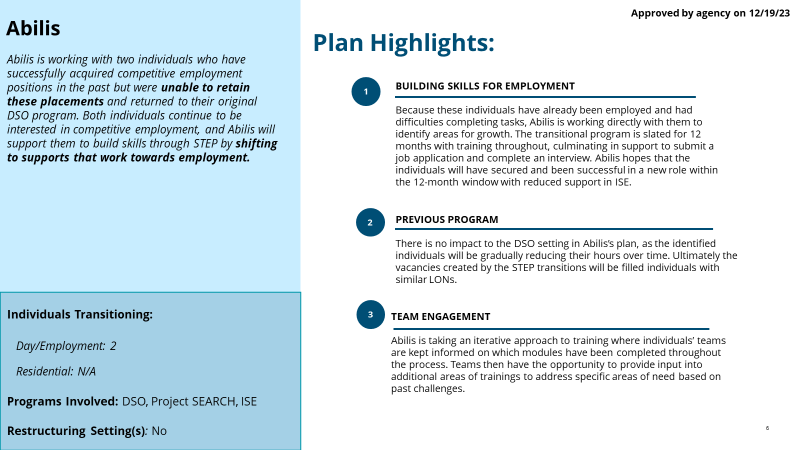 Approved by agency on 12/19/23
Abilis
Abilis is working with two individuals who have
successfully acquired competitive employment
positions in the past but were unable to retain
these placements and returned to their original
DSO program. Both individuals continue to be
interested in competitive employment, and Abilis will
support them to build skills through STEP by shifting
to supports that work towards employment.
Individuals Transitioning:
Day/Employment: 2
Residential: N/A
Programs Involved: DSO, Project SEARCH, ISE
Restructuring Setting(s): No
Plan Highlights:
1
BUILDING SKILLS FOR EMPLOYMENT
Because these individuals have already been employed and had
difficulties completing tasks, Abilis is working directly with them to
identify areas for growth. The transitional program is slated for 12
months with training throughout, culminating in support to submit a
job application and complete an interview. Abilis hopes that the
individuals will have secured and been successful in a new role within
the 12-month window with reduced support in ISE.
2
PREVIOUS PROGRAM
There is no impact to the DSO setting in Abilis's plan, as the identified
individuals will be gradually reducing their hours over time. Ultimately the
vacancies created by the STEP transitions will be filled individuals with
similar LONs.
3
TEAM ENGAGEMENT
Abilis is taking an iterative approach to training where individuals' teams
are kept informed on which modules have been completed throughout
the process. Teams then have the opportunity to provide input into
additional areas of trainings to address specific areas of need based on
past challenges.
6